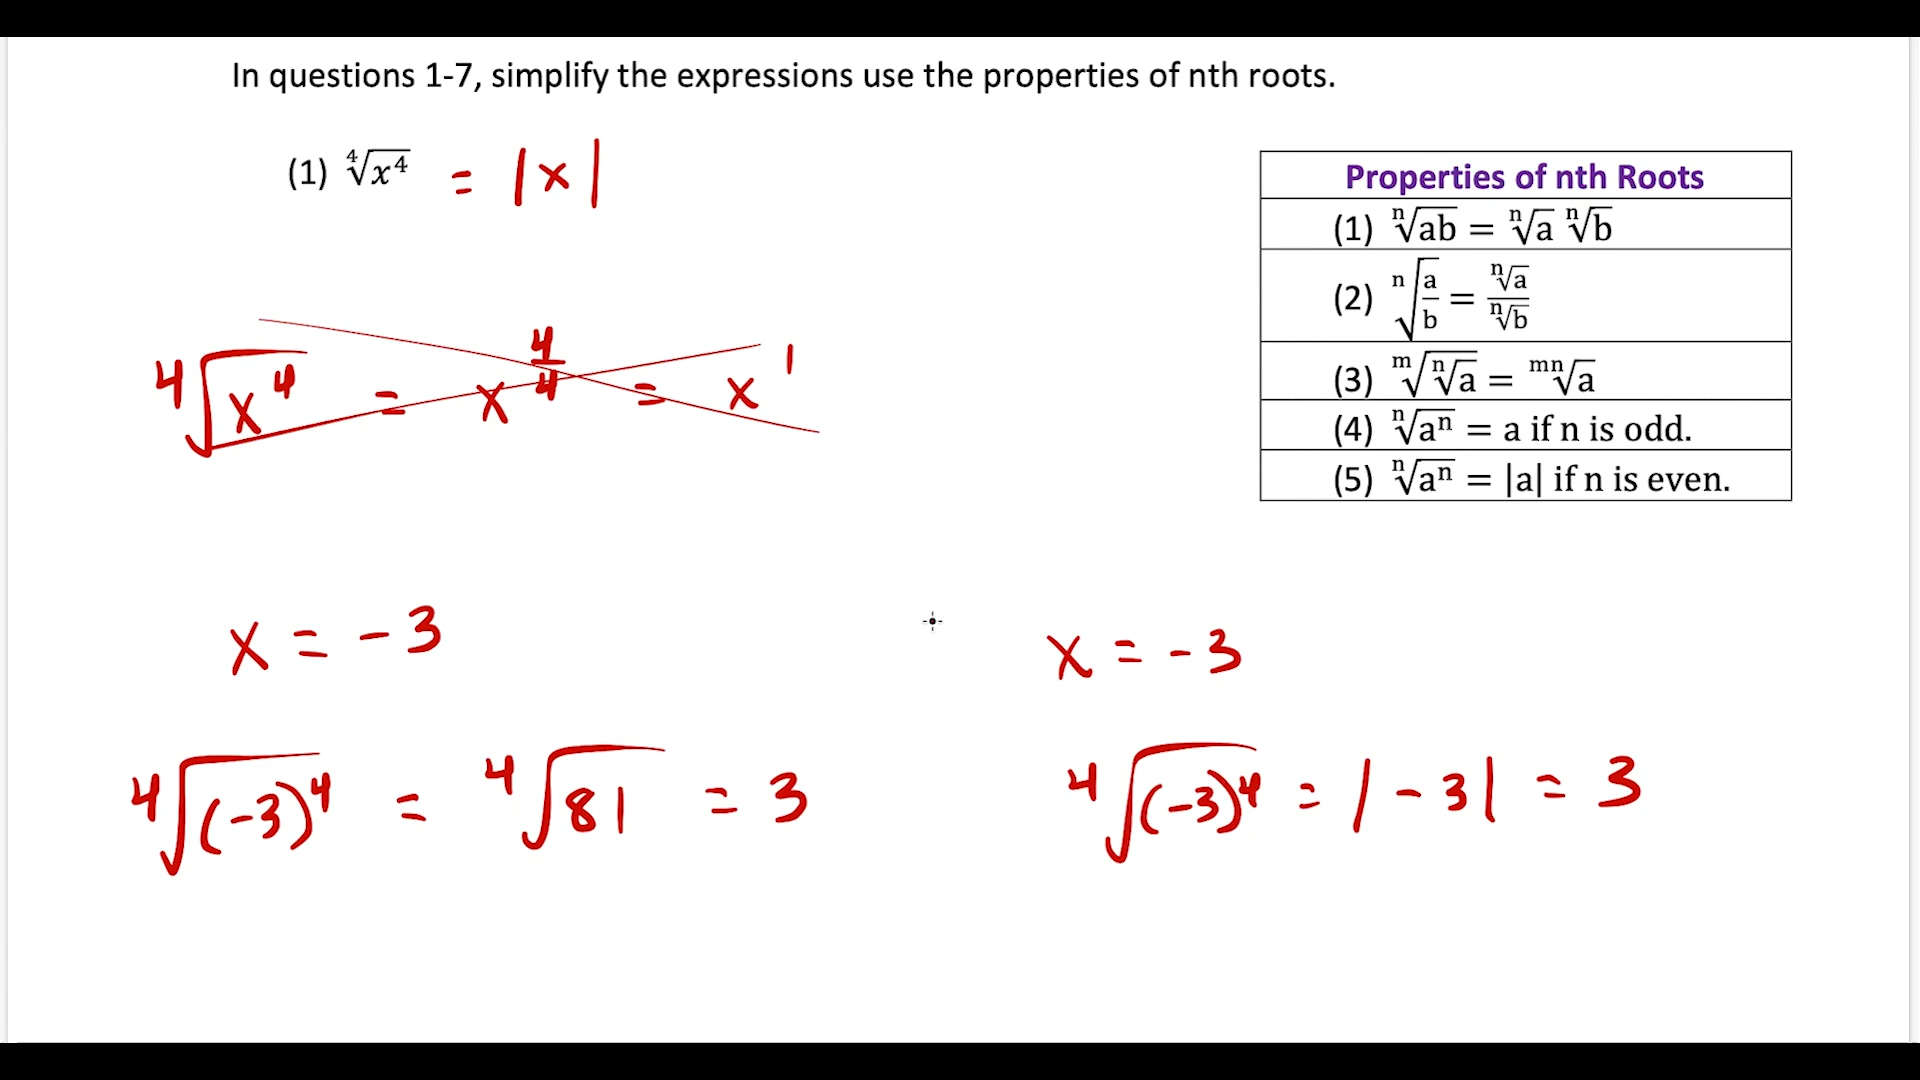 In questions 1-7, simplify the expressions use the properties of nth roots.
(1) ⁴√x⁴ = |x|
Properties of nth Roots
(1) ⁿ√ab = ⁿ√a ⁿ√b
(2) ⁿ√(a/b) = ⁿ√a/ⁿ√b
(3) ᵐ√ⁿ√a = ᵐⁿ√a
(4) ⁿ√aⁿ = a if n is odd.
(5) ⁿ√aⁿ = |a| if n is even.
⁴√x⁴ = x^(4/4) = x¹
x = -3
⁴√(-3)⁴ = ⁴√81 = 3
x = -3
⁴√(-3)⁴ = |-3| = 3